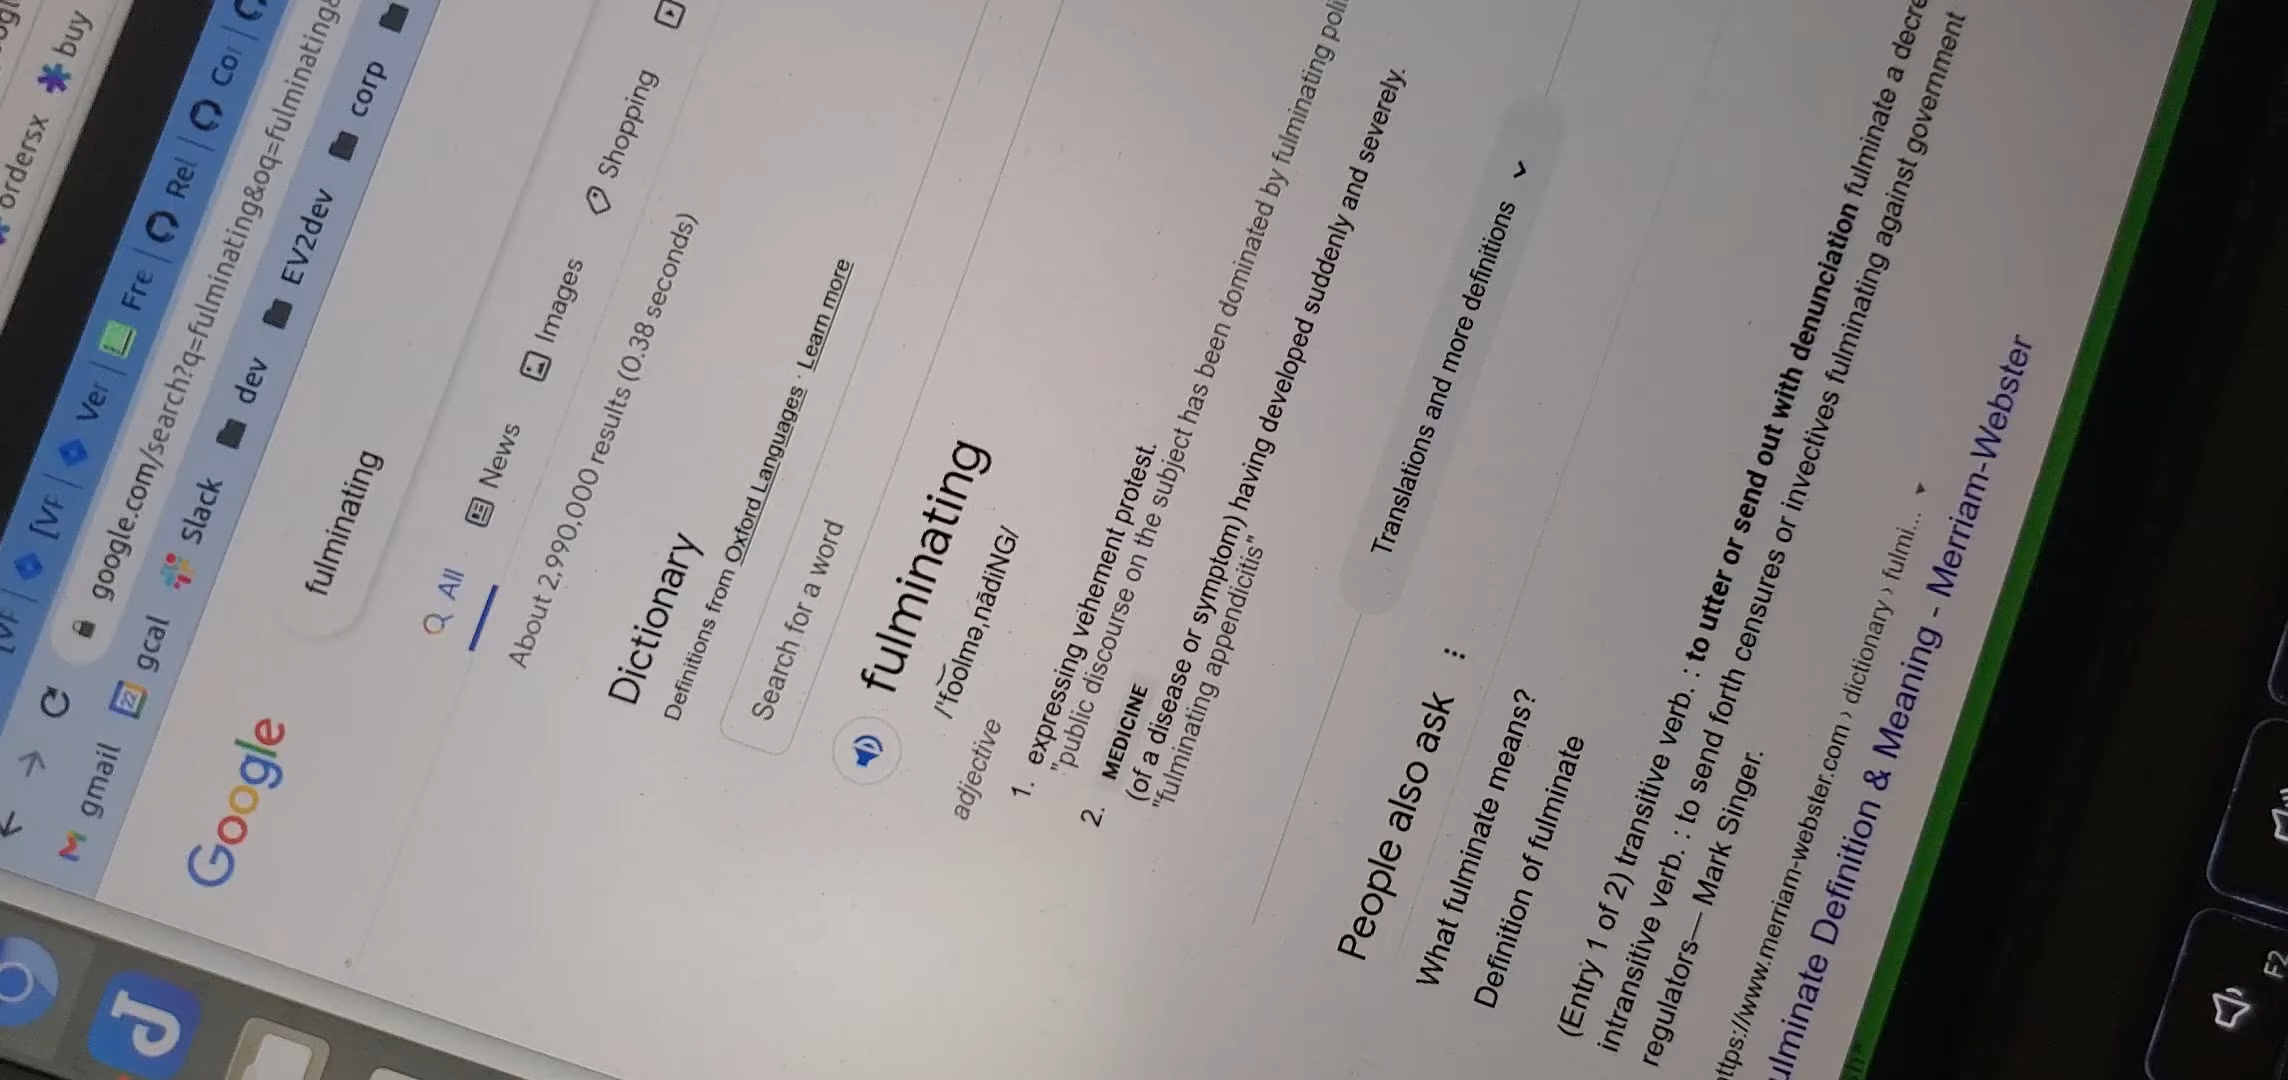 ordersx buy
[VF Ver Fre Rel Cor
google.com/search?q=fulminating&oq=fulminating&
gmail gcal Slack dev EV2dev corp
Google
fulminating
All News Images Shopping
About 2,990,000 results (0.38 seconds)
Dictionary
Definitions from Oxford Languages · Learn more
Search for a word
fulminating
/ˈfo͝olməˌnādiNG/
adjective
1. expressing vehement protest.
"public discourse on the subject has been dominated by fulminating
2. MEDICINE
(of a disease or symptom) having developed suddenly and severely.
"fulminating appendicitis"
Translations and more definitions
People also ask
What fulminate means?
Definition of fulminate
(Entry 1 of 2) transitive verb. : to utter or send out with denunciation fulminate a decre
intransitive verb. : to send forth censures or invectives fulminating against government
regulators— Mark Singer.
ttps://www.merriam-webster.com › dictionary › fulmi...
ulminate Definition & Meaning - Merriam-Webster
F2